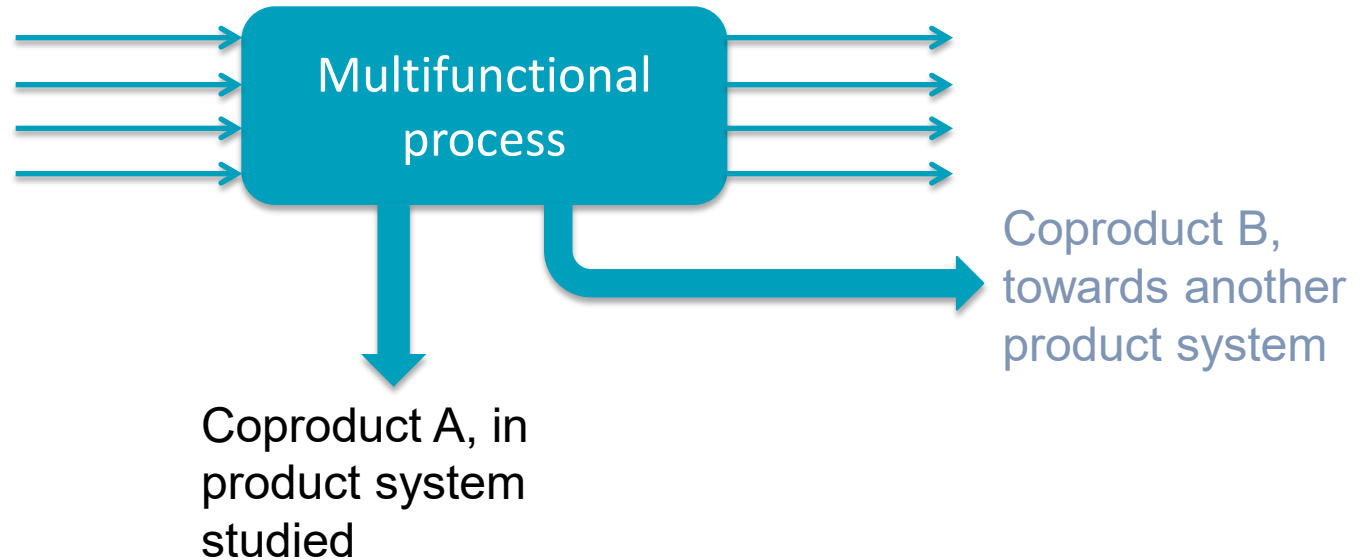 Multifunctional
process
Coproduct B,
towards another
product system
Coproduct A, in
product system
studied